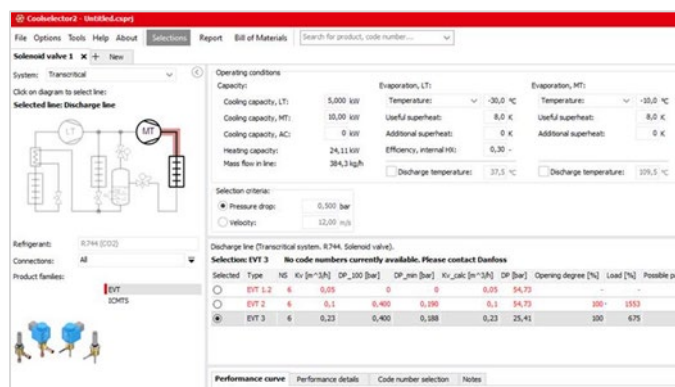 Coolselector2 - Untitled.csprj
File Options Tools Help About Selections Report Bill of Materials Search for product, code number...
Solenoid valve 1 × + New
System: Transcritical
Click on diagram to select line:
Selected line: Discharge line
LT MT
Refrigerant: R744 (CO2)
Connections: All
Product families:
EVT
ICMTS
Operating conditions
Capacity: Evaporation, LT: Evaporation, MT:
Cooling capacity, LT: 5,000 kW Temperature: -30,0 °C Temperature: -10,0 °C
Cooling capacity, MT: 10,00 kW Useful superheat: 8,0 K Useful superheat: 8,0 K
Cooling capacity, AC: 0 kW Additional superheat: 0 K Additional superheat: 0 K
Heating capacity: 24,11 kW Efficiency, internal HX: 0,30 -
Mass flow in line: 384,3 kg/h
Discharge temperature: 37,5 °C Discharge temperature: 109,5 °C
Selection criteria:
Pressure drop: 0,500 bar
Velocity: 12,00 m/s
Discharge line (Transcritical system. R744. Solenoid valve).
Selection: EVT 3 No code numbers currently available. Please contact Danfoss
Selected Type NS Kv [m^3/h] DP_100 [bar] DP_min [bar] Kv_calc [m^3/h] DP [bar] Opening degree [%] Load [%] Possible
EVT 1.2 6 0,05 0 0 0,05 54,73 - -
EVT 2 6 0,1 0,400 0,190 0,1 54,73 100- 1553
EVT 3 6 0,23 0,400 0,188 0,23 25,41 100 675
Performance curve Performance details Code number selection Notes